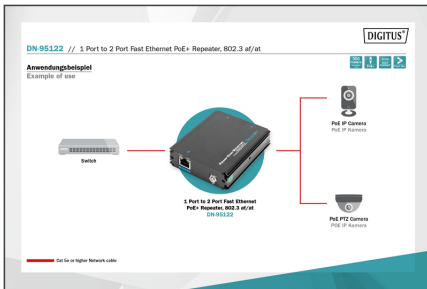 DIGITUS®
DN-95122 // 1 Port to 2 Port Fast Ethernet PoE+ Repeater, 802.3 af/at
Anwendungsbeispiel
Example of use
PoE IP Camera
PoE IP Kamera
Switch
1 Port to 2 Port Fast Ethernet
PoE+ Repeater, 802.3 af/at
DN-95122
PoE PTZ Camera
POE IP Kamera
Cat 5e or higher Network cable